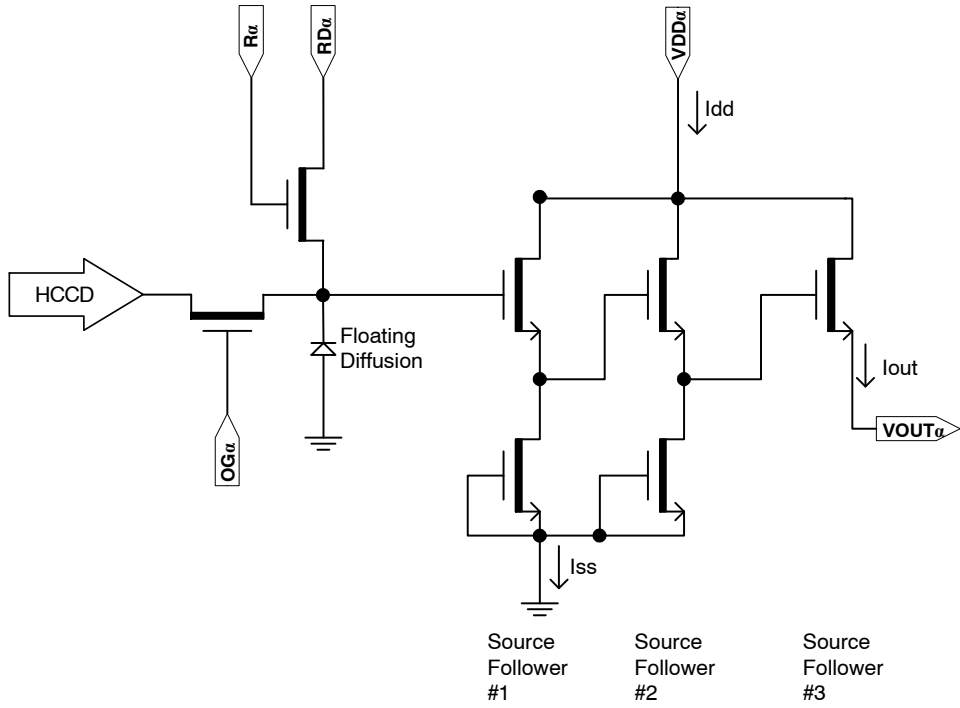 Rα
RDα
VDDα
Idd
HCCD
Floating
Diffusion
Iout
VOUTα
OGα
Iss
Source
Follower
#1
Source
Follower
#2
Source
Follower
#3